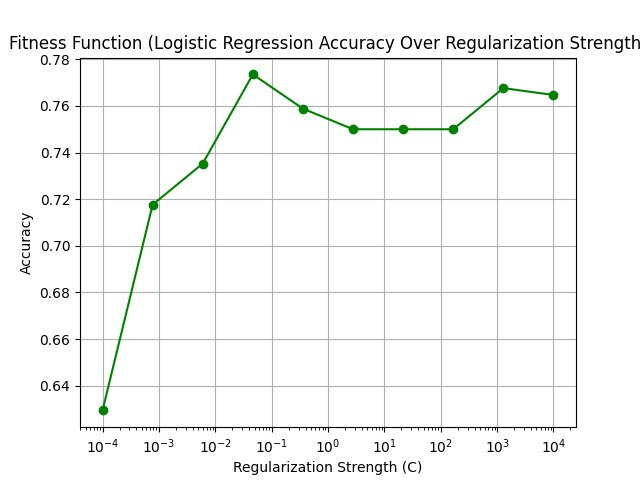 Fitness Function (Logistic Regression Accuracy Over Regularization Strength
0.78
0.76
0.74
0.72
0.70
0.68
0.66
0.64
Accuracy
10⁻⁴ 10⁻³ 10⁻² 10⁻¹ 10⁰ 10¹ 10² 10³ 10⁴
Regularization Strength (C)